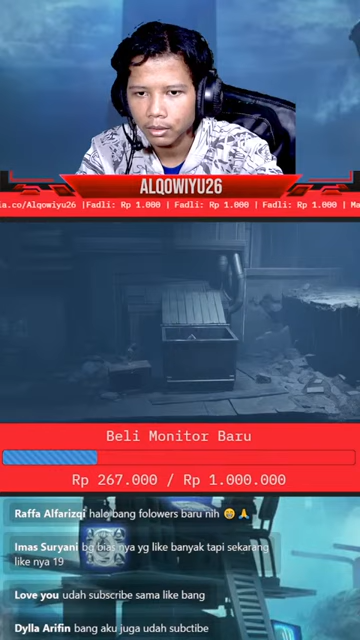 ALQOWIYU26
ia.co/Alqowiyu26 |Fadli: Rp 1.000 | Fadli: Rp 1.000 | Fadli: Rp 1.000 | Ma
Beli Monitor Baru
Rp 267.000 / Rp 1.000.000
Raffa Alfarizqi halo bang folowers baru nih 😀 🙏
Imas Suryani bg bias nya yg like banyak tapi sekarang
like nya 19
Love you udah subscribe sama like bang
Dylla Arifin bang aku juga udah subctibe